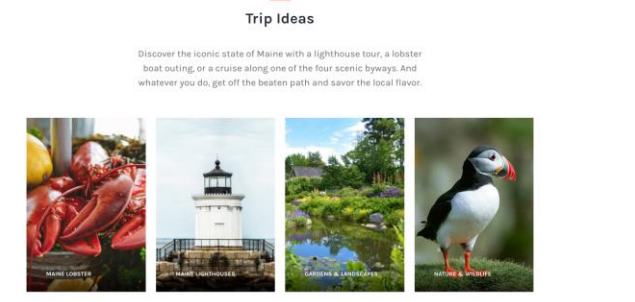 Trip Ideas
Discover the iconic state of Maine with a lighthouse tour, a lobster
boat outing, or a cruise along one of the four scenic byways. And
whatever you do, get off the beaten path and savor the local flavor.
MAINE LOBSTER
MAINE LIGHTHOUSES
GARDENS & LANDSCAPES
NATURE & WILDLIFE